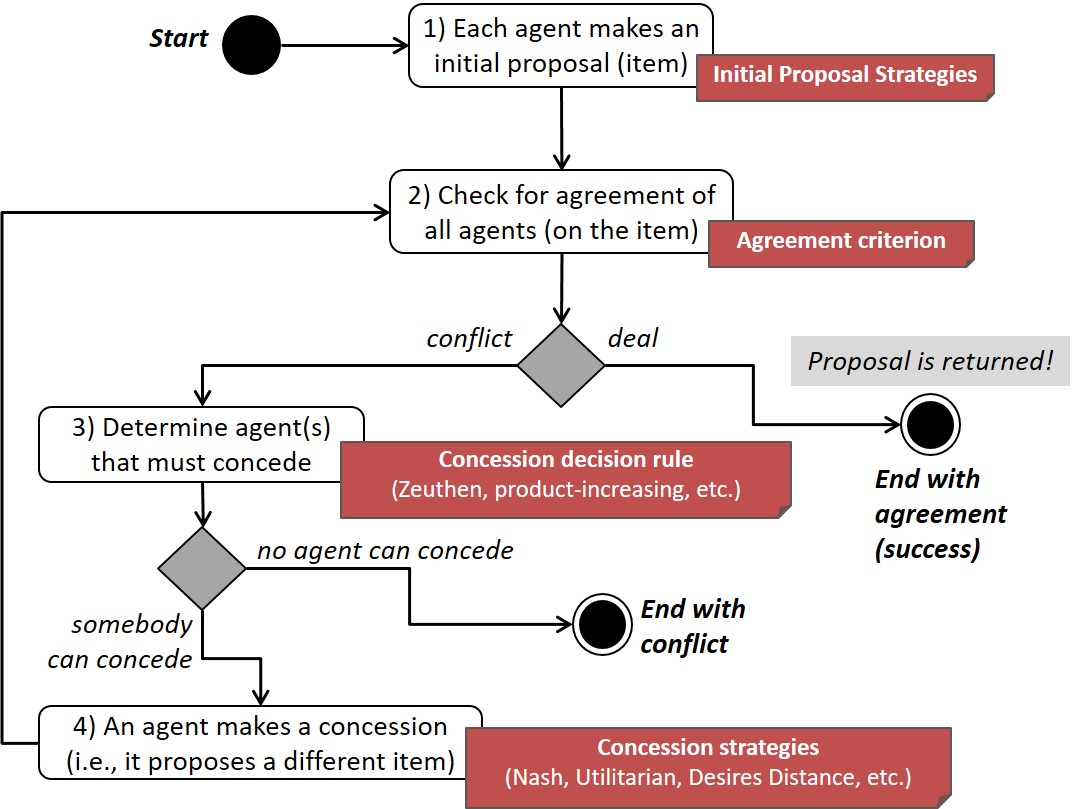 Start
1) Each agent makes an
initial proposal (item)
Initial Proposal Strategies
2) Check for agreement of
all agents (on the item)
Agreement criterion
conflict
deal
Proposal is returned!
3) Determine agent(s)
that must concede
Concession decision rule
(Zeuthen, product-increasing, etc.)
End with
agreement
(success)
no agent can concede
somebody
can concede
End with
conflict
4) An agent makes a concession
(i.e., it proposes a different item)
Concession strategies
(Nash, Utilitarian, Desires Distance, etc.)